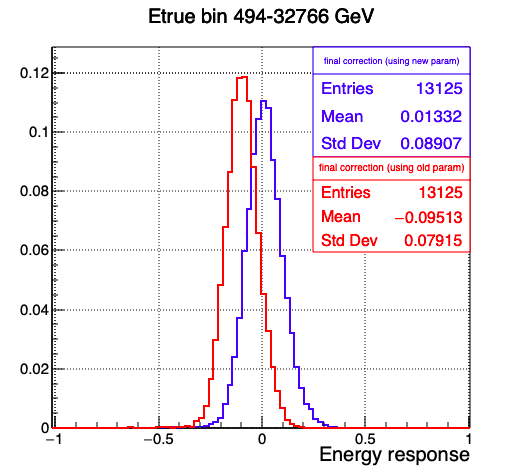 Etrue bin 494-32766 GeV
final correction (using new param)
Entries 13125
Mean 0.01332
Std Dev 0.08907
final correction (using old param)
Entries 13125
Mean −0.09513
Std Dev 0.07915
0.12
0.1
0.08
0.06
0.04
0.02
0
−1 −0.5 0 0.5 1
Energy response